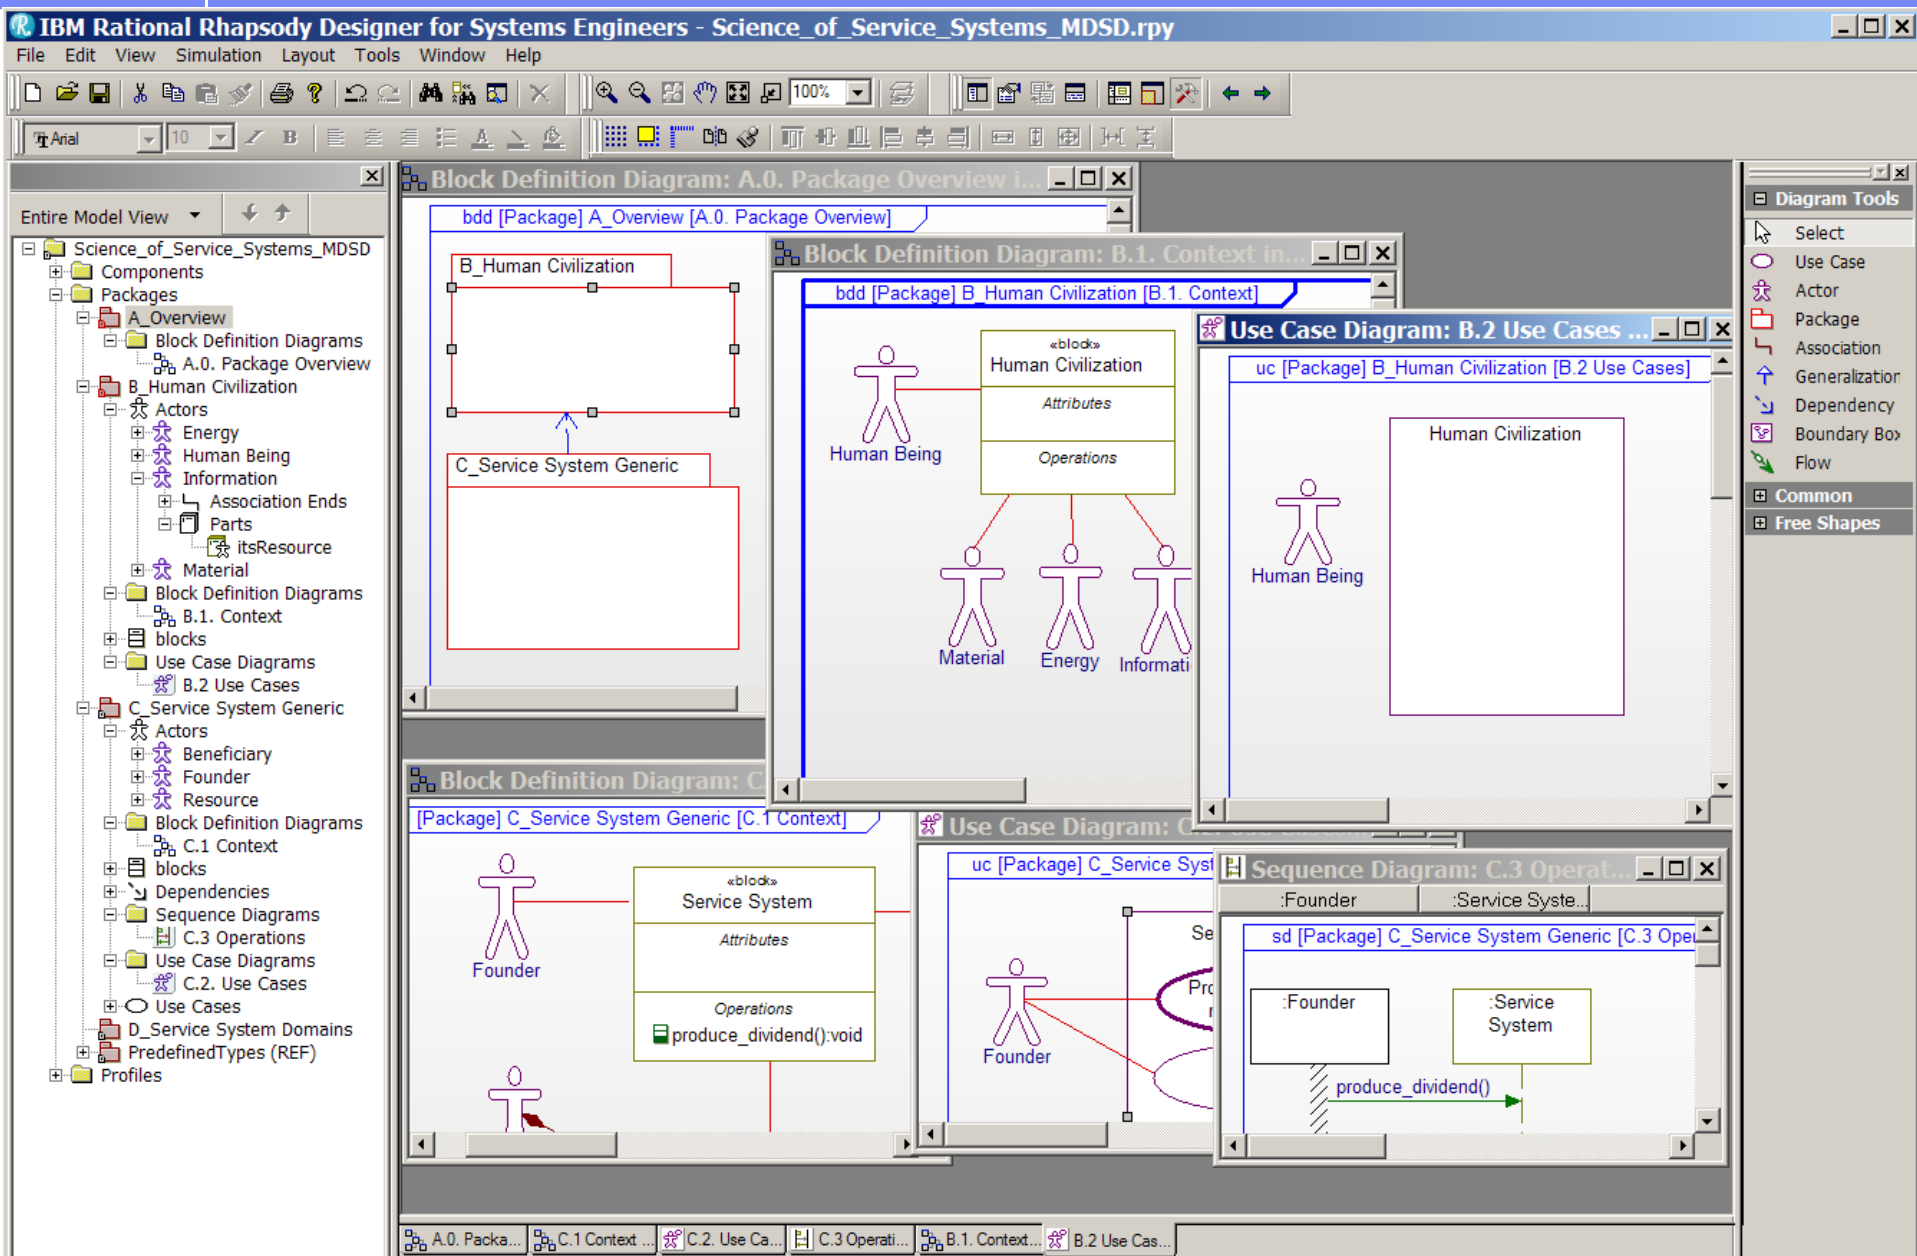 IBM Rational Rhapsody Designer for Systems Engineers - Science_of_Service_Systems_MDSD.rpy
File Edit View Simulation Layout Tools Window Help
100%
Arial 10
Entire Model View
Science_of_Service_Systems_MDSD
Components
Packages
A_Overview
Block Definition Diagrams
A.0. Package Overview
B_Human Civilization
Actors
Energy
Human Being
Information
Association Ends
Parts
itsResource
Material
Block Definition Diagrams
B.1. Context
blocks
Use Case Diagrams
B.2 Use Cases
C_Service System Generic
Actors
Beneficiary
Founder
Resource
Block Definition Diagrams
C.1 Context
blocks
Dependencies
Sequence Diagrams
C.3 Operations
Use Case Diagrams
C.2. Use Cases
Use Cases
D_Service System Domains
PredefinedTypes (REF)
Profiles
Block Definition Diagram: A.0. Package Overview i...
bdd [Package] A_Overview [A.0. Package Overview]
B_Human Civilization
C_Service System Generic
Block Definition Diagram: B.1. Context in...
bdd [Package] B_Human Civilization [B.1. Context]
Human Being
«block»
Human Civilization
Attributes
Operations
Material
Energy
Informati
Use Case Diagram: B.2 Use Cases ...
uc [Package] B_Human Civilization [B.2 Use Cases]
Human Civilization
Human Being
Block Definition Diagram: C
[Package] C_Service System Generic [C.1 Context]
Founder
«block»
Service System
Attributes
Operations
produce_dividend():void
Use Case Diagram:
uc [Package] C_Service Syst
Se
Pro
Founder
Sequence Diagram: C.3 Operat...
:Founder
:Service Syste...
sd [Package] C_Service System Generic [C.3 Oper
:Founder
:Service
System
produce_dividend()
Diagram Tools
Select
Use Case
Actor
Package
Association
Generalization
Dependency
Boundary Box
Flow
Common
Free Shapes
A.0. Packa...
C.1 Context ...
C.2. Use Ca...
C.3 Operati...
B.1. Context...
B.2 Use Cas...